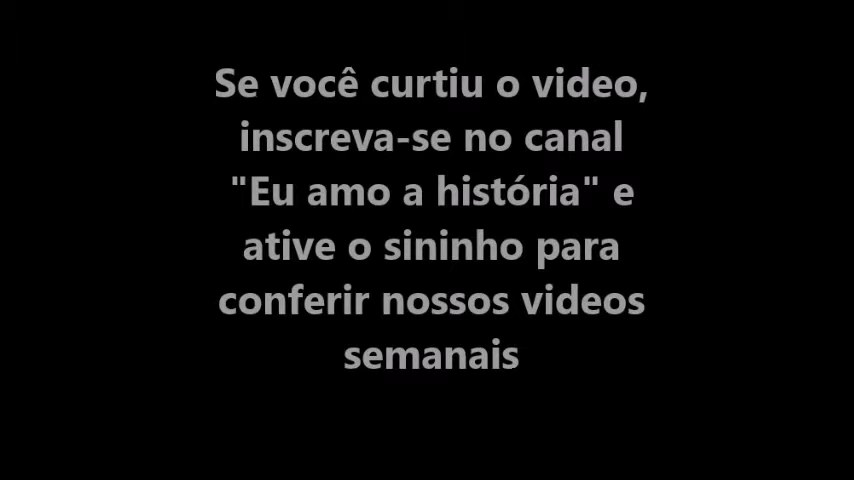 Se você curtiu o video,
inscreva-se no canal
"Eu amo a história" e
ative o sininho para
conferir nossos videos
semanais